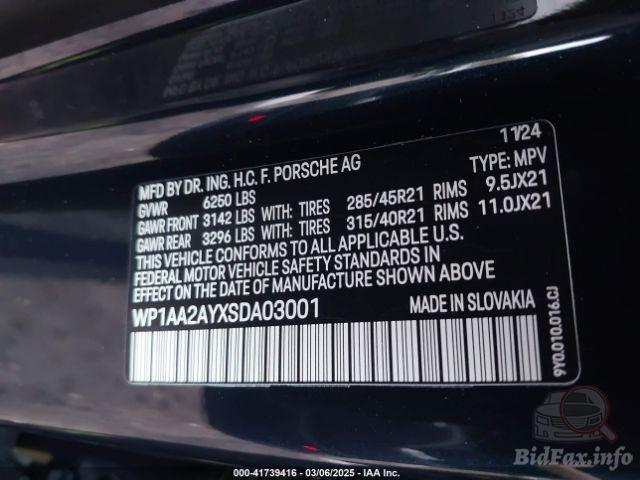 11/24
MFD BY DR. ING. H.C. F. PORSCHE AG
TYPE: MPV
GVWR 6250 LBS
GAWR FRONT 3142 LBS WITH: TIRES 285/45R21 RIMS 9.5JX21
GAWR REAR 3296 LBS WITH: TIRES 315/40R21 RIMS 11.0JX21
THIS VEHICLE CONFORMS TO ALL APPLICABLE U.S.
FEDERAL MOTOR VEHICLE SAFETY STANDARDS IN
EFFECT ON THE DATE OF MANUFACTURE SHOWN ABOVE
WP1AA2AYXSDA03001
MADE IN SLOVAKIA
9Y0.010.016.CJ
BidFax.info
000-41739416 - 03/06/2025 - IAA Inc.